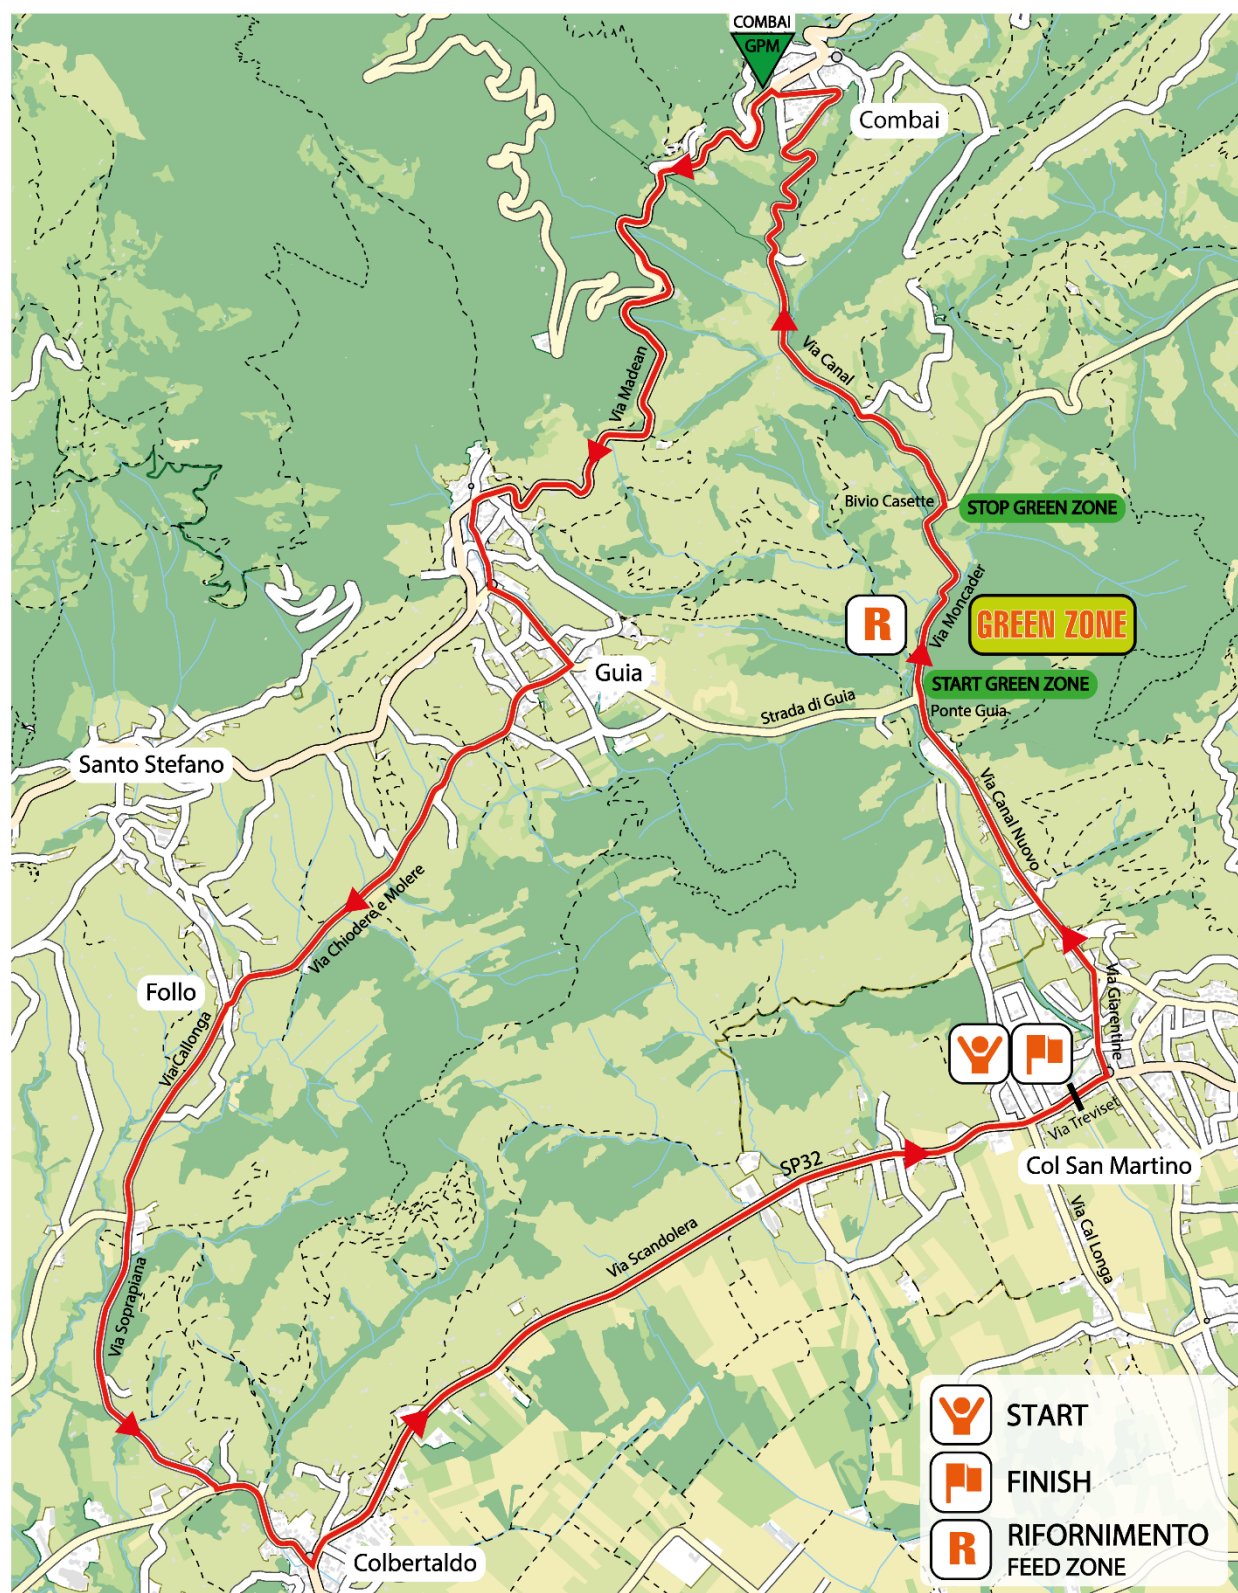 COMBAI
GPM
Combai
Via Canal
Via Madean
Bivio Casette
STOP GREEN ZONE
Via Moncader
R
GREEN ZONE
Guia
START GREEN ZONE
Strada di Guia
Ponte Guia
Santo Stefano
Via Canal Nuovo
Via Chiodere e Molere
Follo
Via Callonga
Via Giarentine
Via Treviset
SP32
Col San Martino
Via Scandolera
Via Cal Longa
Via Soprapiana
START
FINISH
R
RIFORNIMENTO
FEED ZONE
Colbertaldo